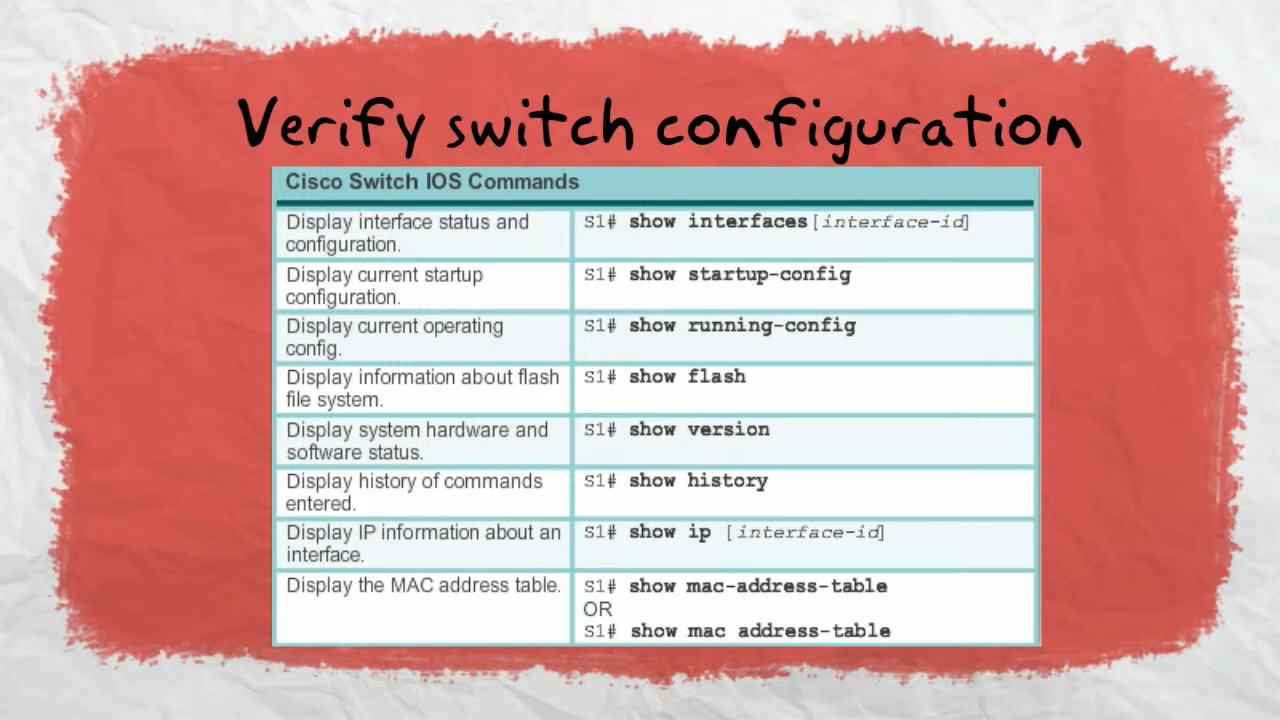 Verify switch configuration
Cisco Switch IOS Commands
Display interface status and
configuration.
S1# show interfaces[interface-id]
Display current startup
configuration.
S1# show startup-config
Display current operating
config.
S1# show running-config
Display information about flash
file system.
S1# show flash
Display system hardware and
software status.
S1# show version
Display history of commands
entered.
S1# show history
Display IP information about an
interface.
S1# show ip [interface-id]
Display the MAC address table.
S1# show mac-address-table
OR
S1# show mac address-table